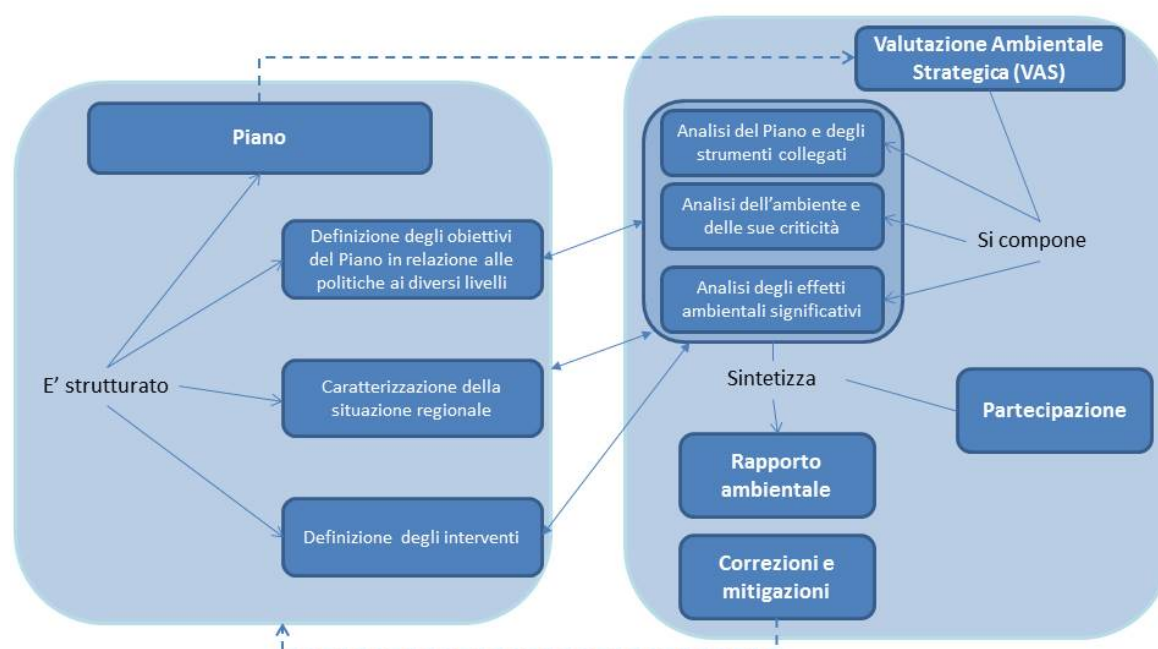 Piano
Definizione degli obiettivi
del Piano in relazione alle
politiche ai diversi livelli
E’ strutturato
Caratterizzazione della
situazione regionale
Definizione degli interventi
Valutazione Ambientale
Strategica (VAS)
Analisi del Piano e degli
strumenti collegati
Analisi dell’ambiente e
delle sue criticità
Analisi degli effetti
ambientali significativi
Si compone
Sintetizza
Partecipazione
Rapporto
ambientale
Correzioni e
mitigazioni